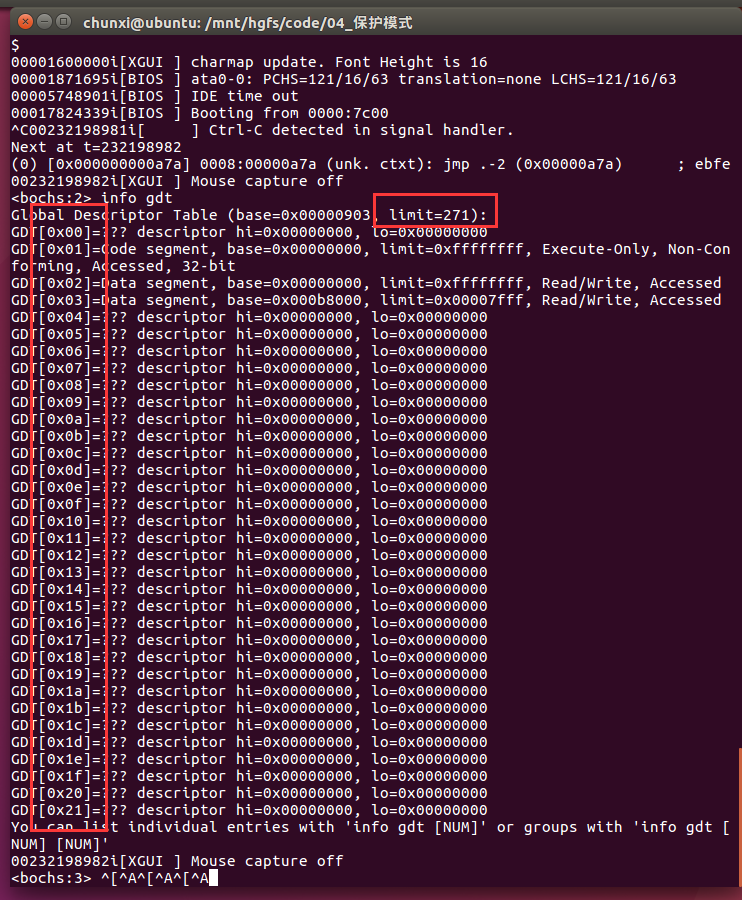 chunxi@ubuntu: /mnt/hgfs/code/04_保护模式
$
00001600000i[XGUI ] charmap update. Font Height is 16
00001871695i[BIOS ] ata0-0: PCHS=121/16/63 translation=none LCHS=121/16/63
00005748901i[BIOS ] IDE time out
00017824339i[BIOS ] Booting from 0000:7c00
^C00232198981i[      ] Ctrl-C detected in signal handler.
Next at t=232198982
(0) [0x000000000a7a] 0008:00000a7a (unk. ctxt): jmp .-2 (0x00000a7a)      ; ebfe
00232198982i[XGUI ] Mouse capture off
<bochs:2> info gdt
Global Descriptor Table (base=0x00000903, limit=271):
GDT[0x00]=??? descriptor hi=0x00000000, lo=0x00000000
GDT[0x01]=Code segment, base=0x00000000, limit=0xffffffff, Execute-Only, Non-Con
forming, Accessed, 32-bit
GDT[0x02]=Data segment, base=0x00000000, limit=0xffffffff, Read/Write, Accessed
GDT[0x03]=Data segment, base=0x000b8000, limit=0x00007fff, Read/Write, Accessed
GDT[0x04]=??? descriptor hi=0x00000000, lo=0x00000000
GDT[0x05]=??? descriptor hi=0x00000000, lo=0x00000000
GDT[0x06]=??? descriptor hi=0x00000000, lo=0x00000000
GDT[0x07]=??? descriptor hi=0x00000000, lo=0x00000000
GDT[0x08]=??? descriptor hi=0x00000000, lo=0x00000000
GDT[0x09]=??? descriptor hi=0x00000000, lo=0x00000000
GDT[0x0a]=??? descriptor hi=0x00000000, lo=0x00000000
GDT[0x0b]=??? descriptor hi=0x00000000, lo=0x00000000
GDT[0x0c]=??? descriptor hi=0x00000000, lo=0x00000000
GDT[0x0d]=??? descriptor hi=0x00000000, lo=0x00000000
GDT[0x0e]=??? descriptor hi=0x00000000, lo=0x00000000
GDT[0x0f]=??? descriptor hi=0x00000000, lo=0x00000000
GDT[0x10]=??? descriptor hi=0x00000000, lo=0x00000000
GDT[0x11]=??? descriptor hi=0x00000000, lo=0x00000000
GDT[0x12]=??? descriptor hi=0x00000000, lo=0x00000000
GDT[0x13]=??? descriptor hi=0x00000000, lo=0x00000000
GDT[0x14]=??? descriptor hi=0x00000000, lo=0x00000000
GDT[0x15]=??? descriptor hi=0x00000000, lo=0x00000000
GDT[0x16]=??? descriptor hi=0x00000000, lo=0x00000000
GDT[0x17]=??? descriptor hi=0x00000000, lo=0x00000000
GDT[0x18]=??? descriptor hi=0x00000000, lo=0x00000000
GDT[0x19]=??? descriptor hi=0x00000000, lo=0x00000000
GDT[0x1a]=??? descriptor hi=0x00000000, lo=0x00000000
GDT[0x1b]=??? descriptor hi=0x00000000, lo=0x00000000
GDT[0x1c]=??? descriptor hi=0x00000000, lo=0x00000000
GDT[0x1d]=??? descriptor hi=0x00000000, lo=0x00000000
GDT[0x1e]=??? descriptor hi=0x00000000, lo=0x00000000
GDT[0x1f]=??? descriptor hi=0x00000000, lo=0x00000000
GDT[0x20]=??? descriptor hi=0x00000000, lo=0x00000000
GDT[0x21]=??? descriptor hi=0x00000000, lo=0x00000000
You can list individual entries with 'info gdt [NUM]' or groups with 'info gdt [
NUM] [NUM]'
00232198982i[XGUI ] Mouse capture off
<bochs:3> ^[^A^[^A^[^A